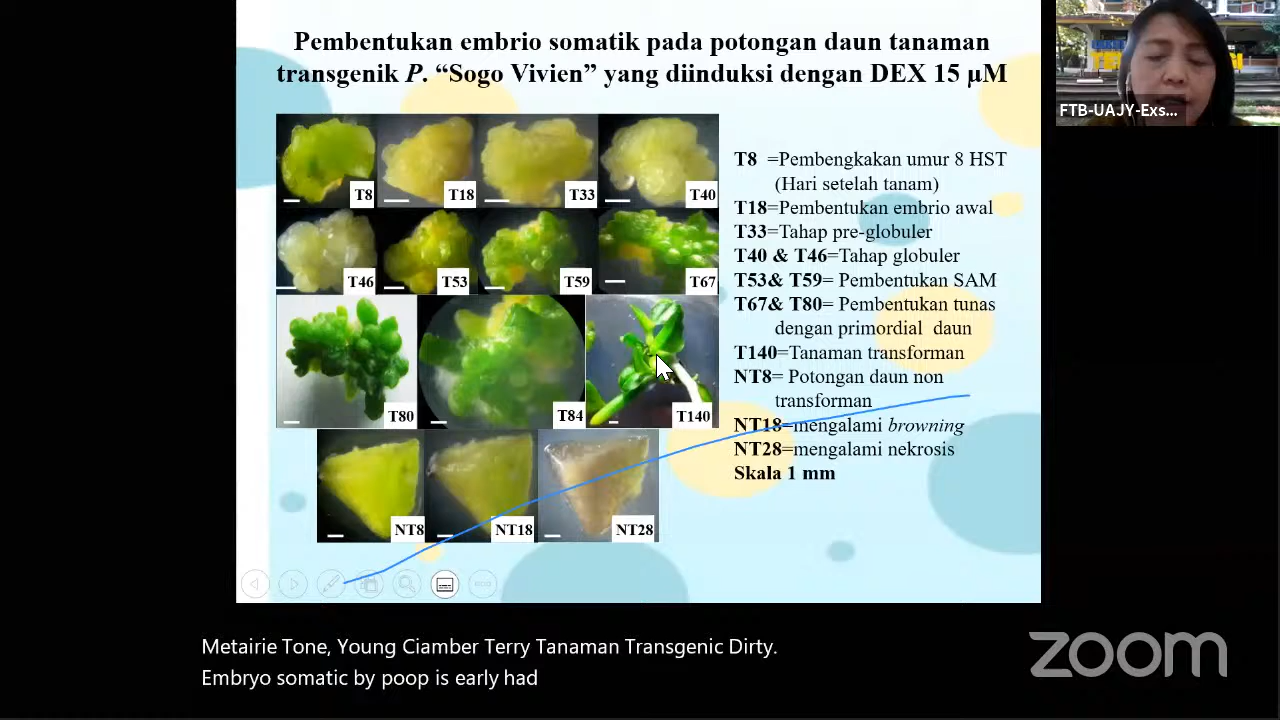 Pembentukan embrio somatik pada potongan daun tanaman
transgenik P. “Sogo Vivien” yang diinduksi dengan DEX 15 µM
T8
T18
T33
T40
T46
T53
T59
T67
T80
T84
T140
NT8
NT18
NT28
T8 =Pembengkakan umur 8 HST
(Hari setelah tanam)
T18=Pembentukan embrio awal
T33=Tahap pre-globuler
T40 & T46=Tahap globuler
T53& T59= Pembentukan SAM
T67& T80= Pembentukan tunas
dengan primordial daun
T140=Tanaman transforman
NT8= Potongan daun non
transforman
NT18=mengalami browning
NT28=mengalami nekrosis
Skala 1 mm
FTB-UAJY-Exs...
Metairie Tone, Young Ciamber Terry Tanaman Transgenic Dirty.
Embryo somatic by poop is early had
zoom